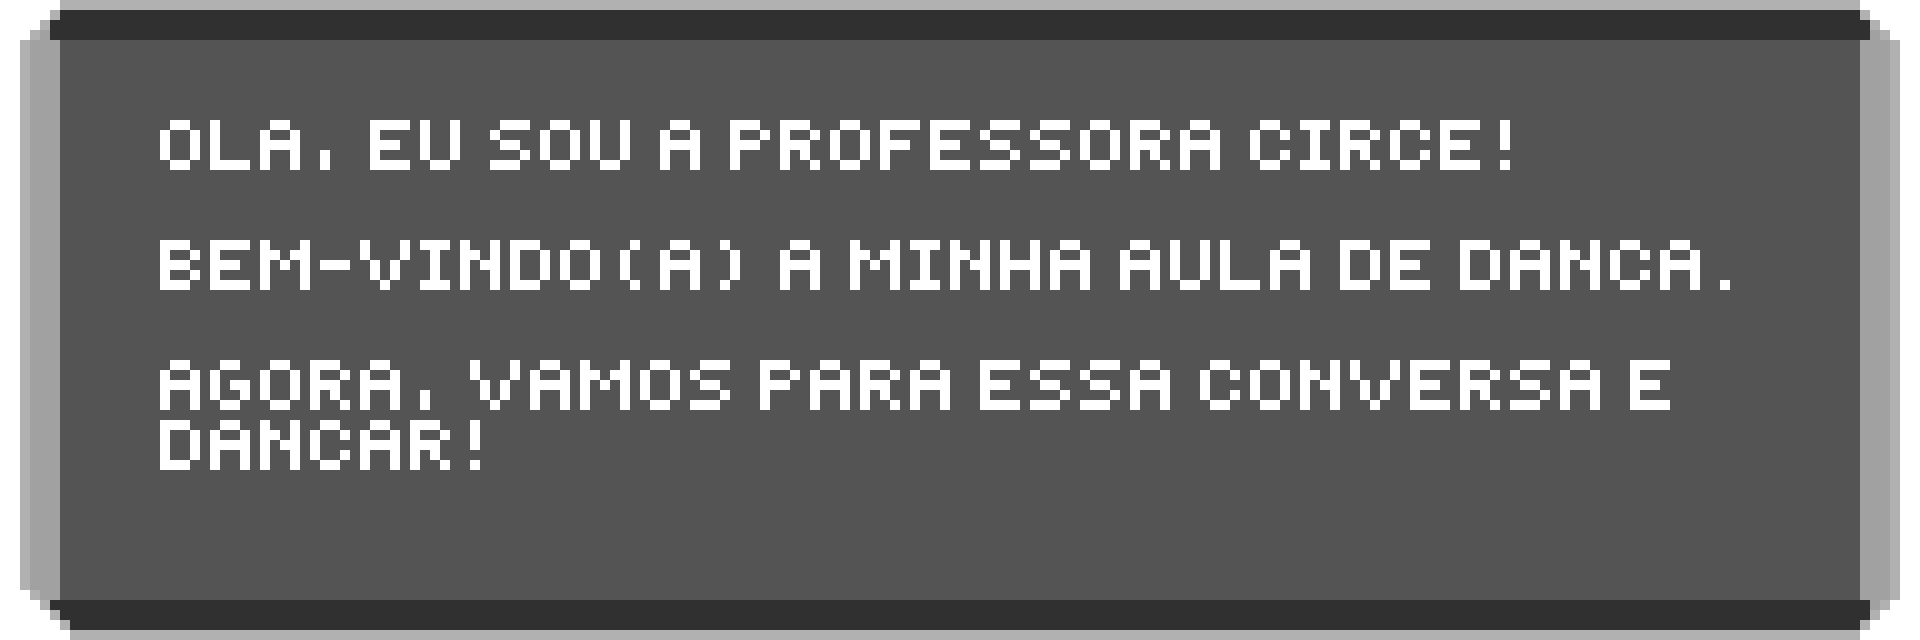 OLA, EU SOU A PROFESSORA CIRCE!
BEM-VINDO(A) A MINHA AULA DE DANCA.
AGORA, VAMOS PARA ESSA CONVERSA E
DANCAR!